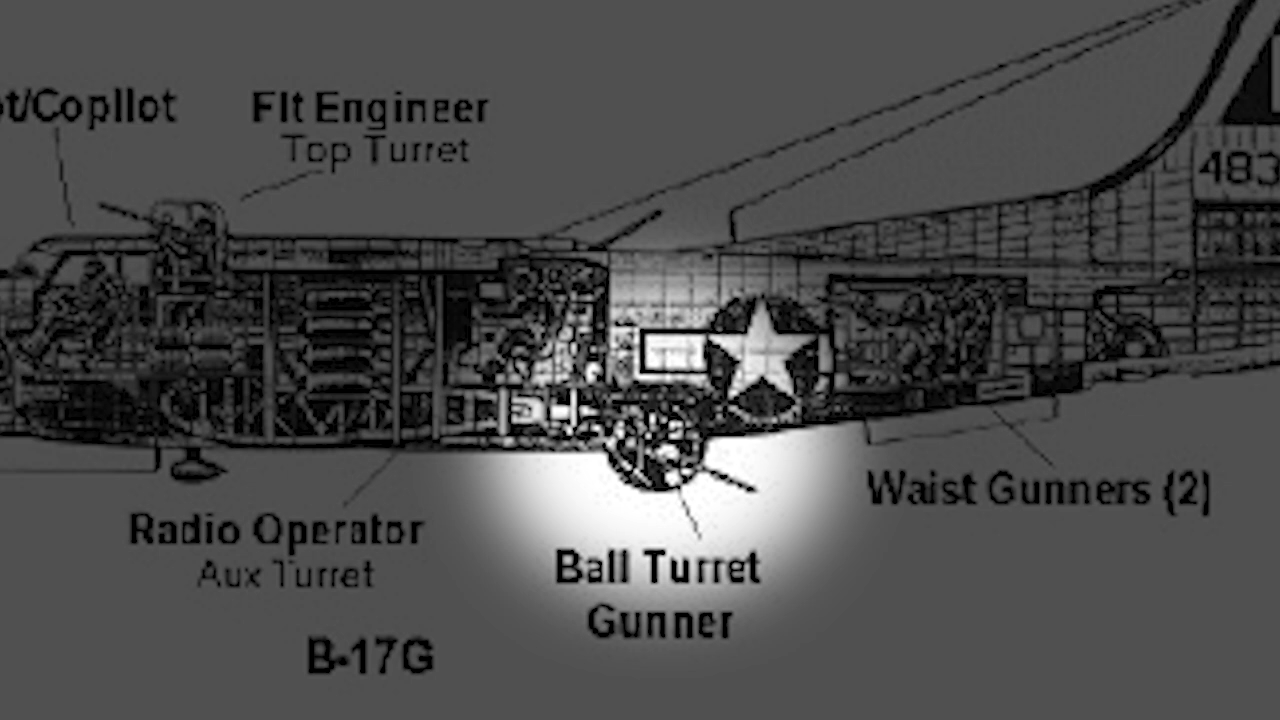 ot/Copilot
Flt Engineer
Top Turret
483
Waist Gunners (2)
Radio Operator
Aux Turret
Ball Turret
Gunner
B-17G